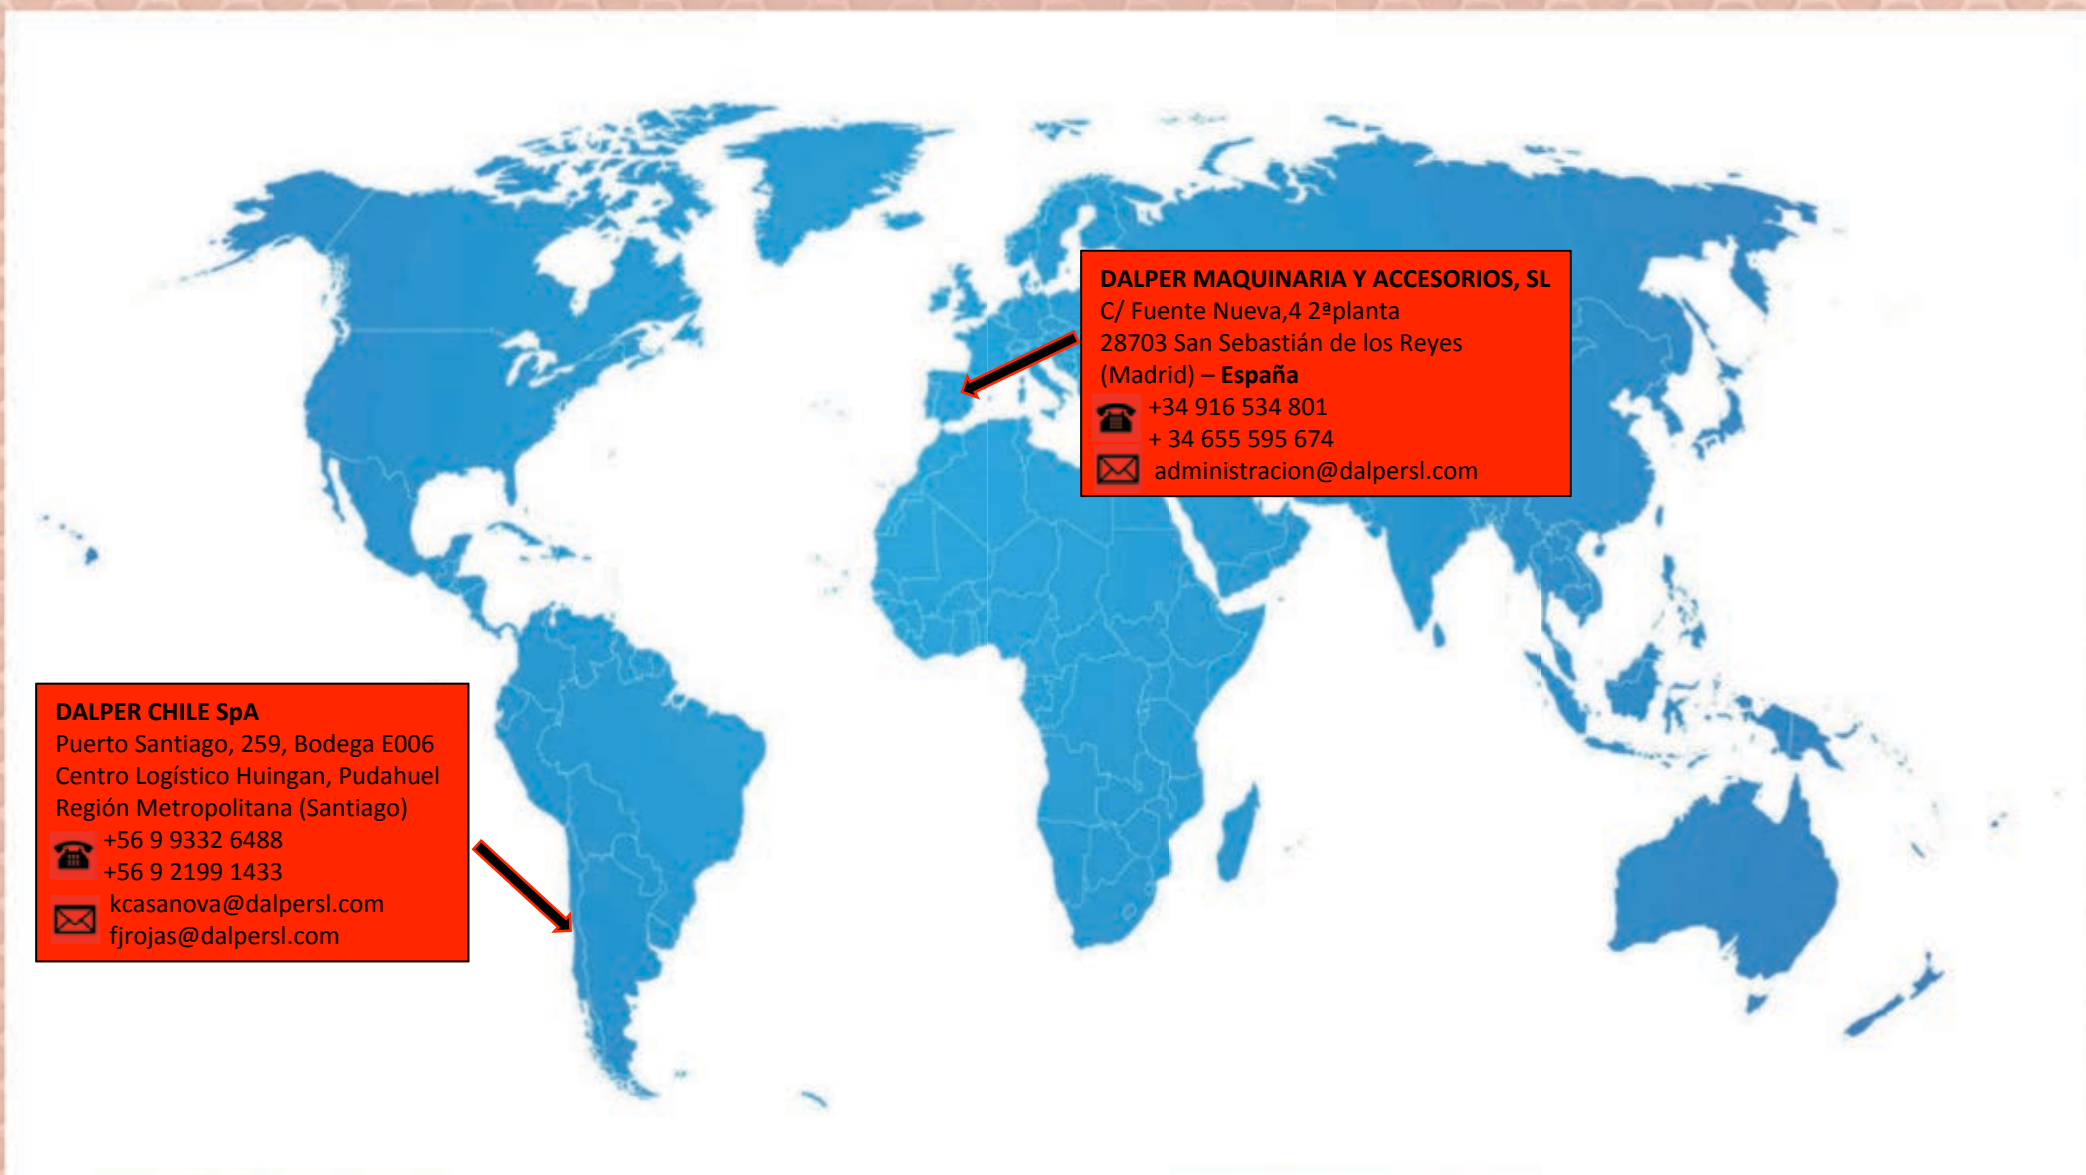 DALPER MAQUINARIA Y ACCESORIOS, SL
C/ Fuente Nueva,4 2ªplanta
28703 San Sebastián de los Reyes
(Madrid) – España
+34 916 534 801
+ 34 655 595 674
administracion@dalpersl.com
DALPER CHILE SpA
Puerto Santiago, 259, Bodega E006
Centro Logístico Huingan, Pudahuel
Región Metropolitana (Santiago)
+56 9 9332 6488
+56 9 2199 1433
kcasanova@dalpersl.com
fjrojas@dalpersl.com